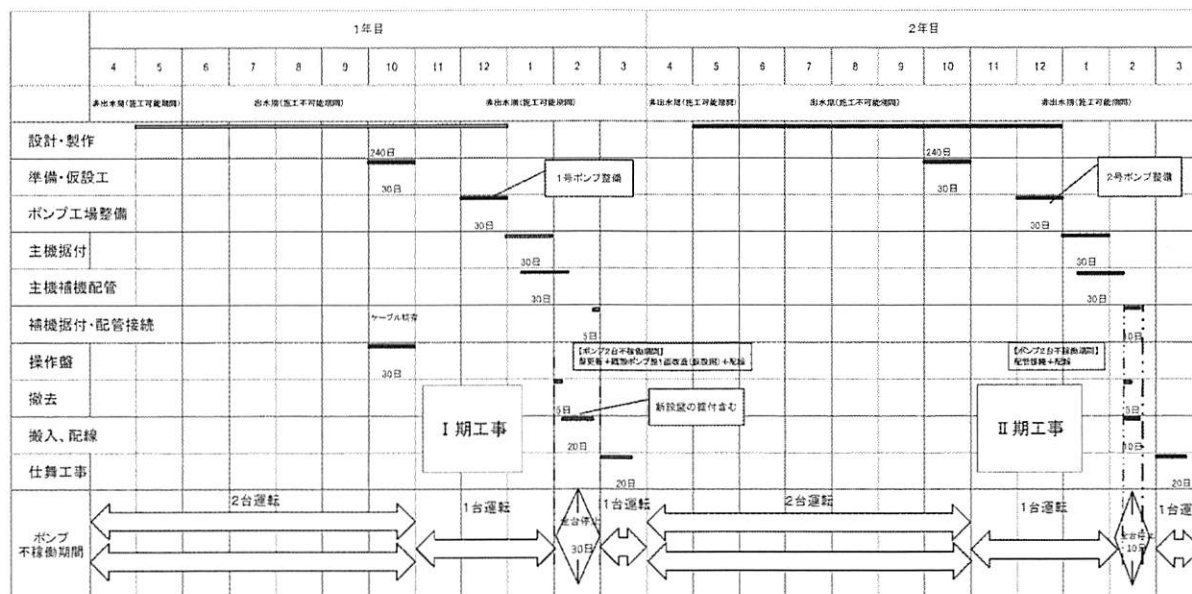 1年目 2年目
4 5 6 7 8 9 10 11 12 1 2 3 4 5 6 7 8 9 10 11 12 1 2 3
非出水期(施工可能期間) 出水期(施工不可能期間) 非出水期(施工可能期間) 非出水期(施工可能期間) 出水期(施工不可能期間) 非出水期(施工可能期間)
設計・製作
240日 240日
準備・仮設工
30日 1号ポンプ整備 30日 2号ポンプ整備
ポンプ工場整備
30日 30日
主機据付
30日 30日
主機補機配管
30日 30日
補機据付・配管接続
5日 10日
操作盤
30日
【ポンプ2台不稼働期間】
【ポンプ2台不稼働期間】
配管接続+配線
撤去
5日 5日
新設盤の据付含む
Ⅰ期工事 Ⅱ期工事
搬入、配線
20日 10日
仕舞工事
20日 20日
ポンプ
不稼働期間
2台運転 1台運転 全台停止 30日 1台運転 2台運転 1台運転 全台停止 10日 1台運